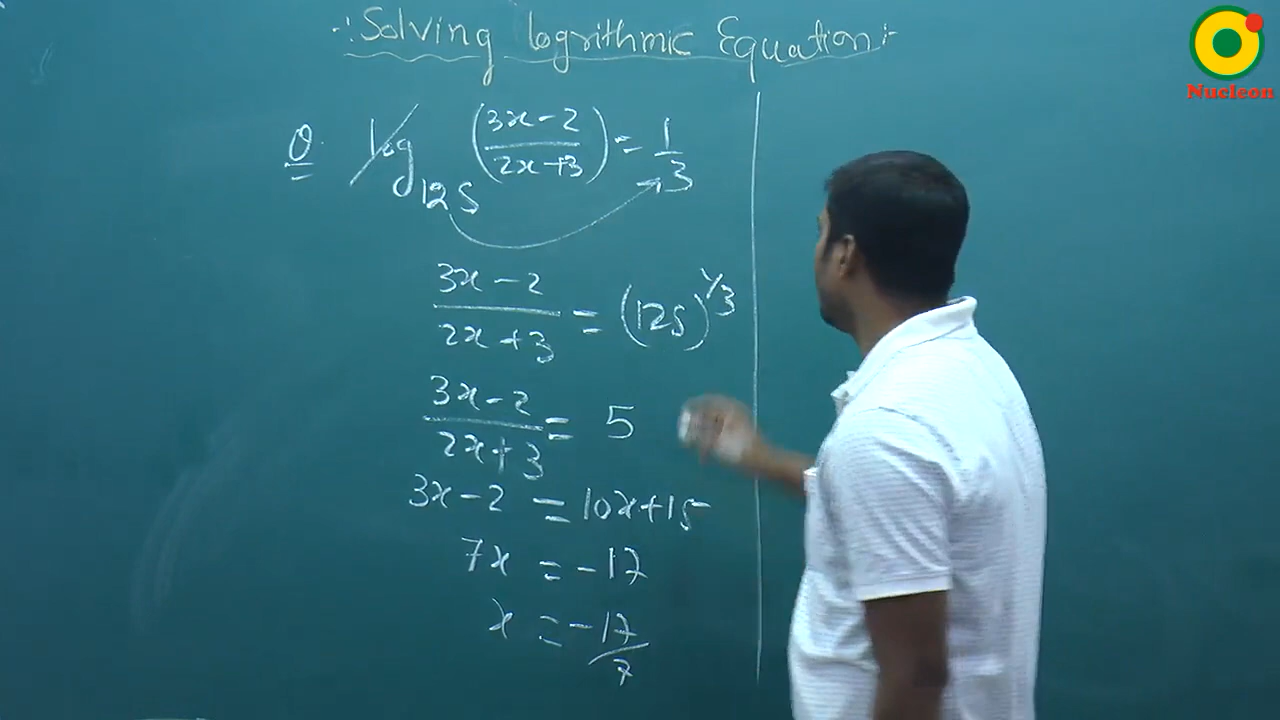 ∴ Solving logrithmic Equation :-
Nucleon
Q. log₁₂₅ ((3x-2)/(2x+3)) = 1/3
(3x-2)/(2x+3) = (125)^(1/3)
(3x-2)/(2x+3) = 5
3x-2 = 10x+15
7x = -17
x = -17/7